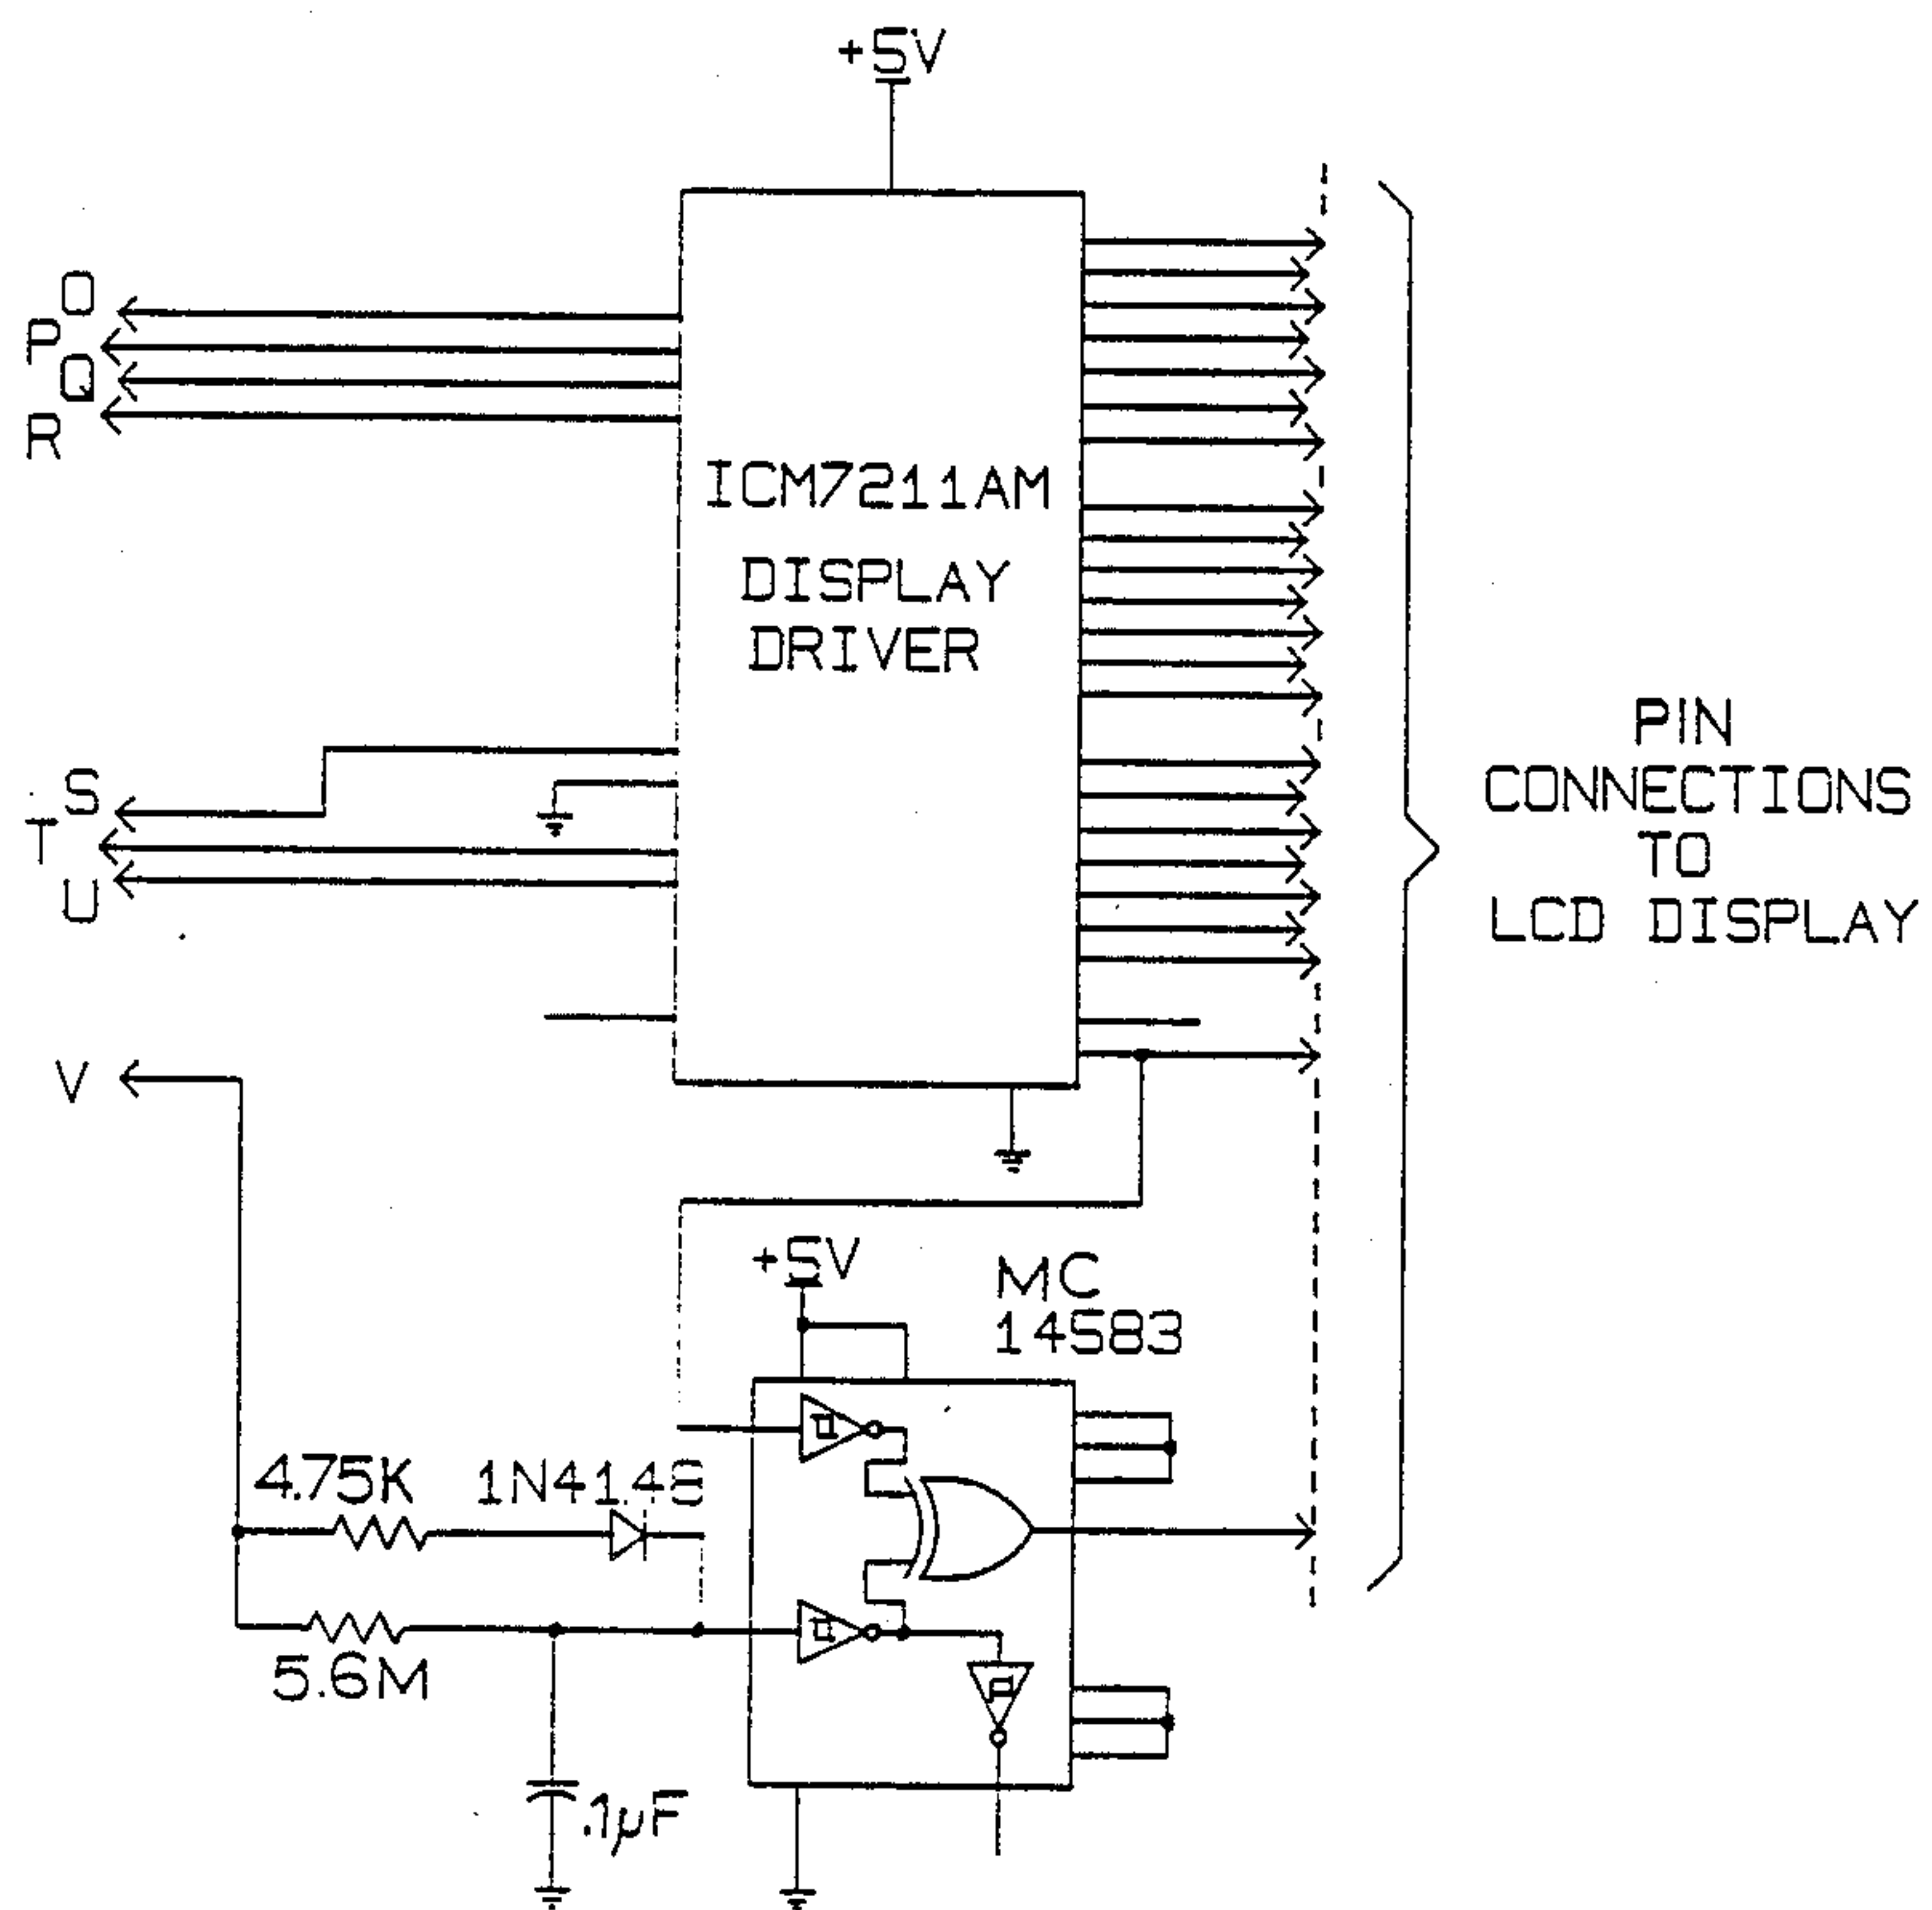 +5V
O
P
Q
R
ICM7211AM
DISPLAY
DRIVER
S
T
U
PIN
CONNECTIONS
TO
LCD DISPLAY
V
+5V
MC
14583
4.75K
1N4148
5.6M
.1µF